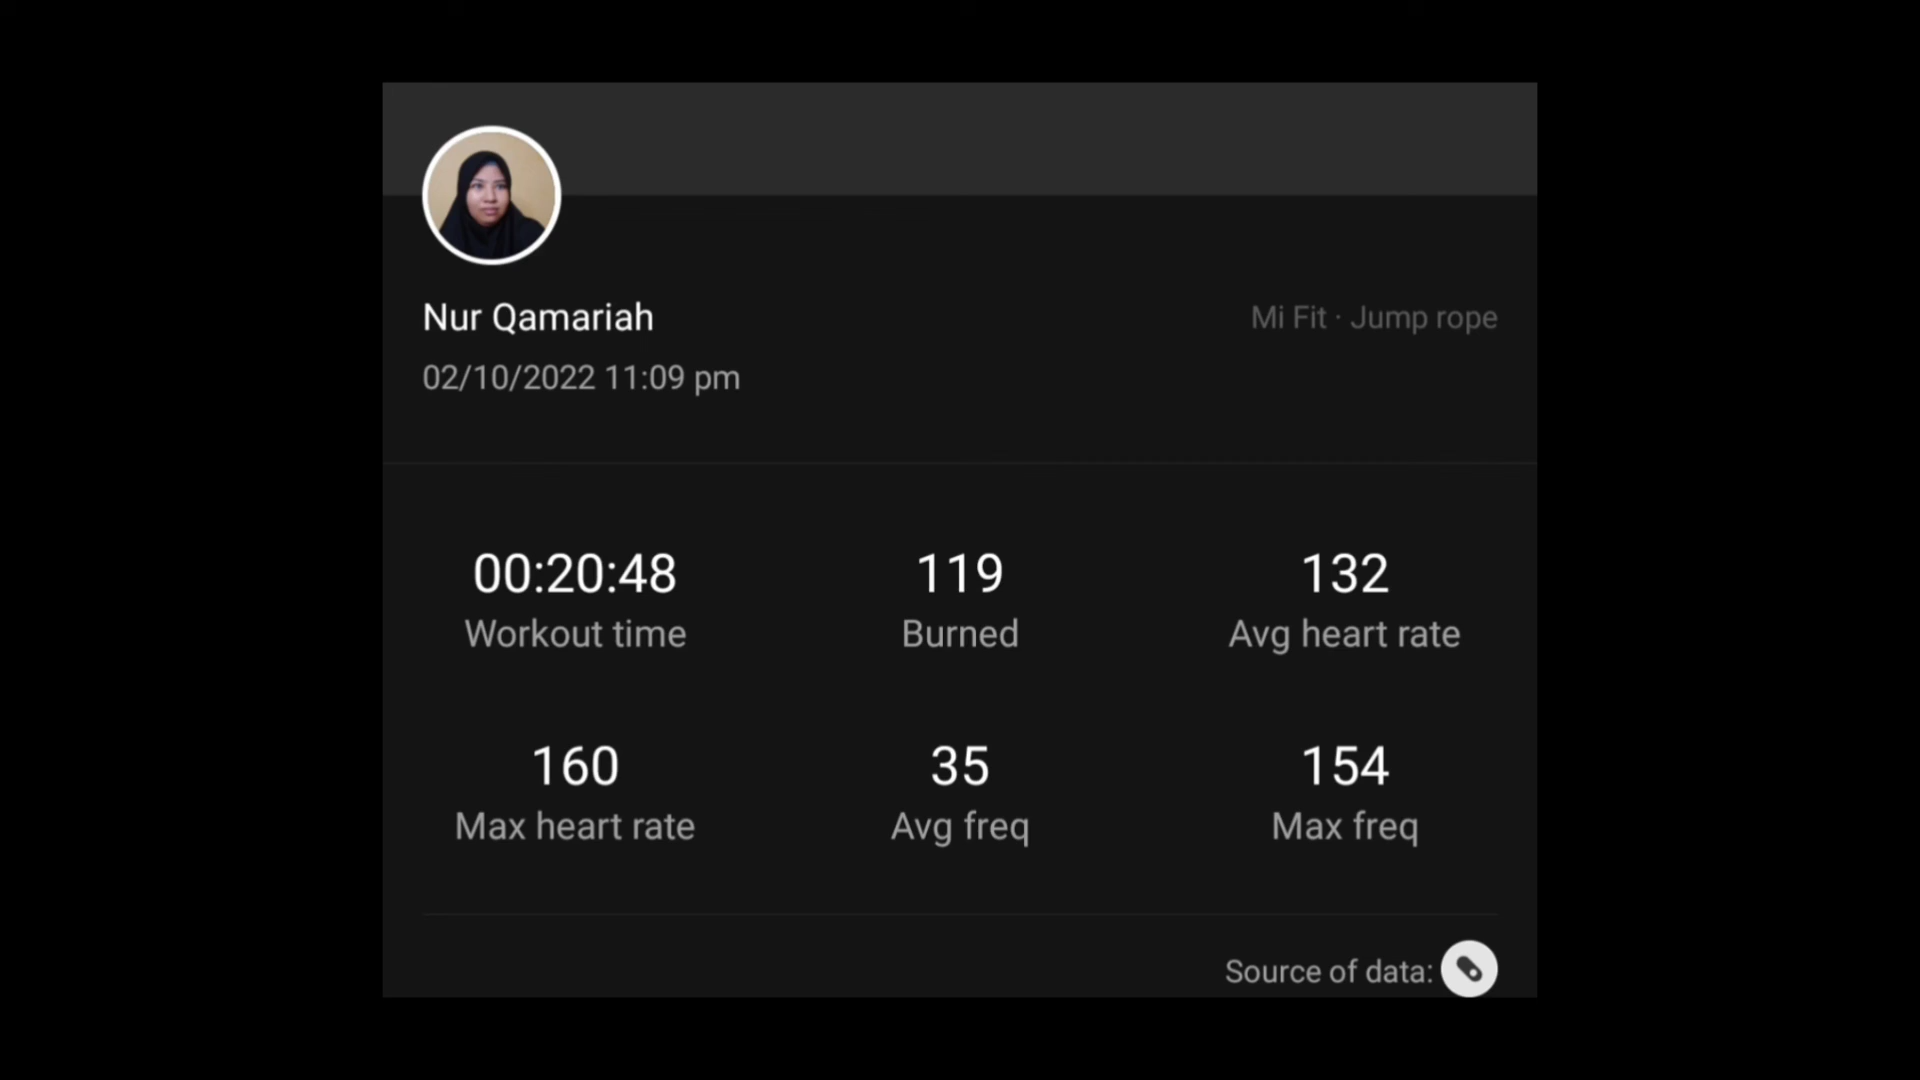 Nur Qamariah
Mi Fit · Jump rope
02/10/2022 11:09 pm
00:20:48
Workout time
119
Burned
132
Avg heart rate
160
Max heart rate
35
Avg freq
154
Max freq
Source of data: